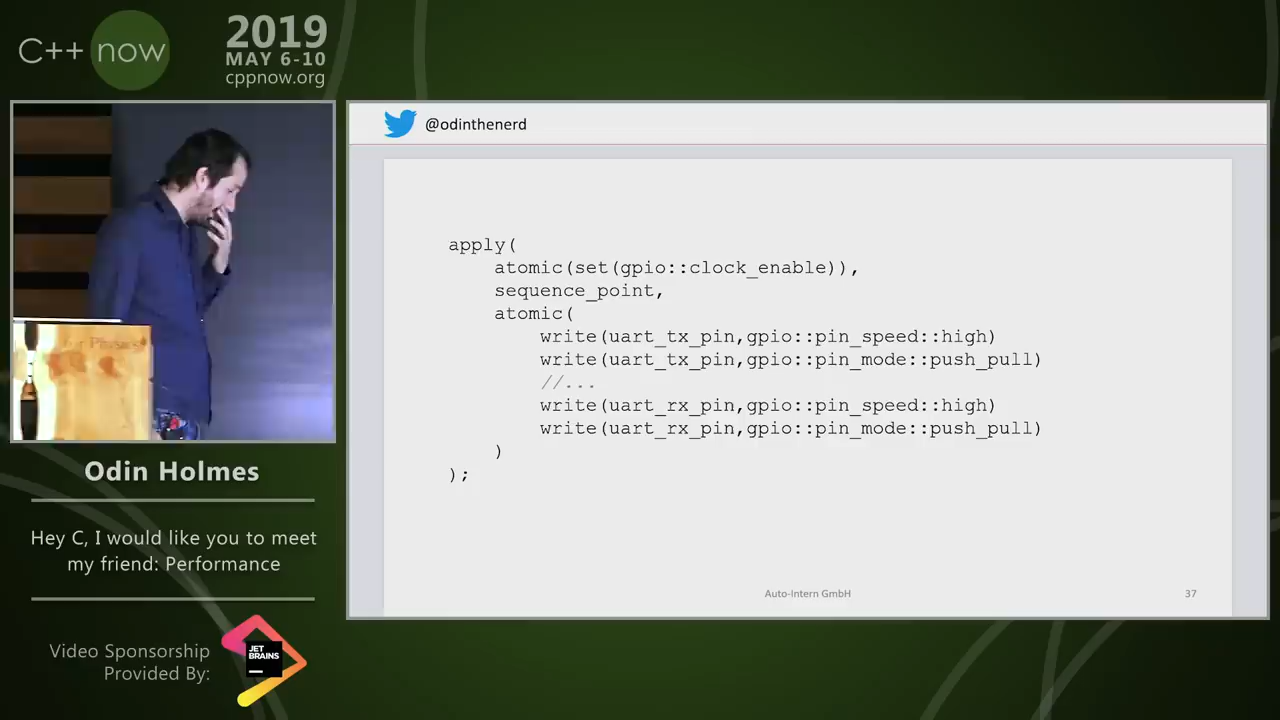 C++ now
2019
MAY 6-10
cppnow.org
@odinthenerd
apply(
atomic(set(gpio::clock_enable)),
sequence_point,
atomic(
write(uart_tx_pin,gpio::pin_speed::high)
write(uart_tx_pin,gpio::pin_mode::push_pull)
//...
write(uart_rx_pin,gpio::pin_speed::high)
write(uart_rx_pin,gpio::pin_mode::push_pull)
)
);
Auto-Intern GmbH
37
for Physics
Odin Holmes
Hey C, I would like you to meet
my friend: Performance
Video Sponsorship
Provided By:
JET
BRAINS